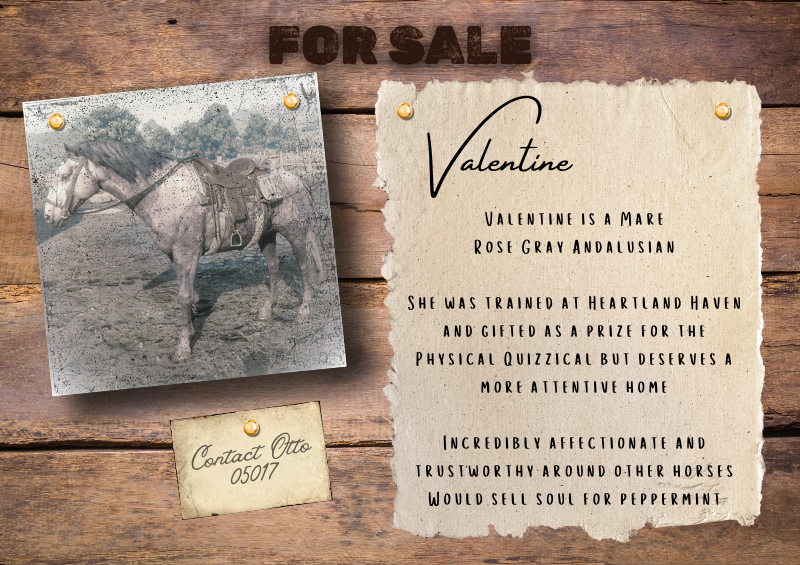 FOR SALE
Valentine
Valentine is a Mare
Rose Gray Andalusian
She was trained at Heartland Haven
and gifted as a prize for the
Physical Quizzical but deserves a
more attentive home
Incredibly affectionate and
trustworthy around other horses
Would sell soul for peppermint
Contact Otto
05017